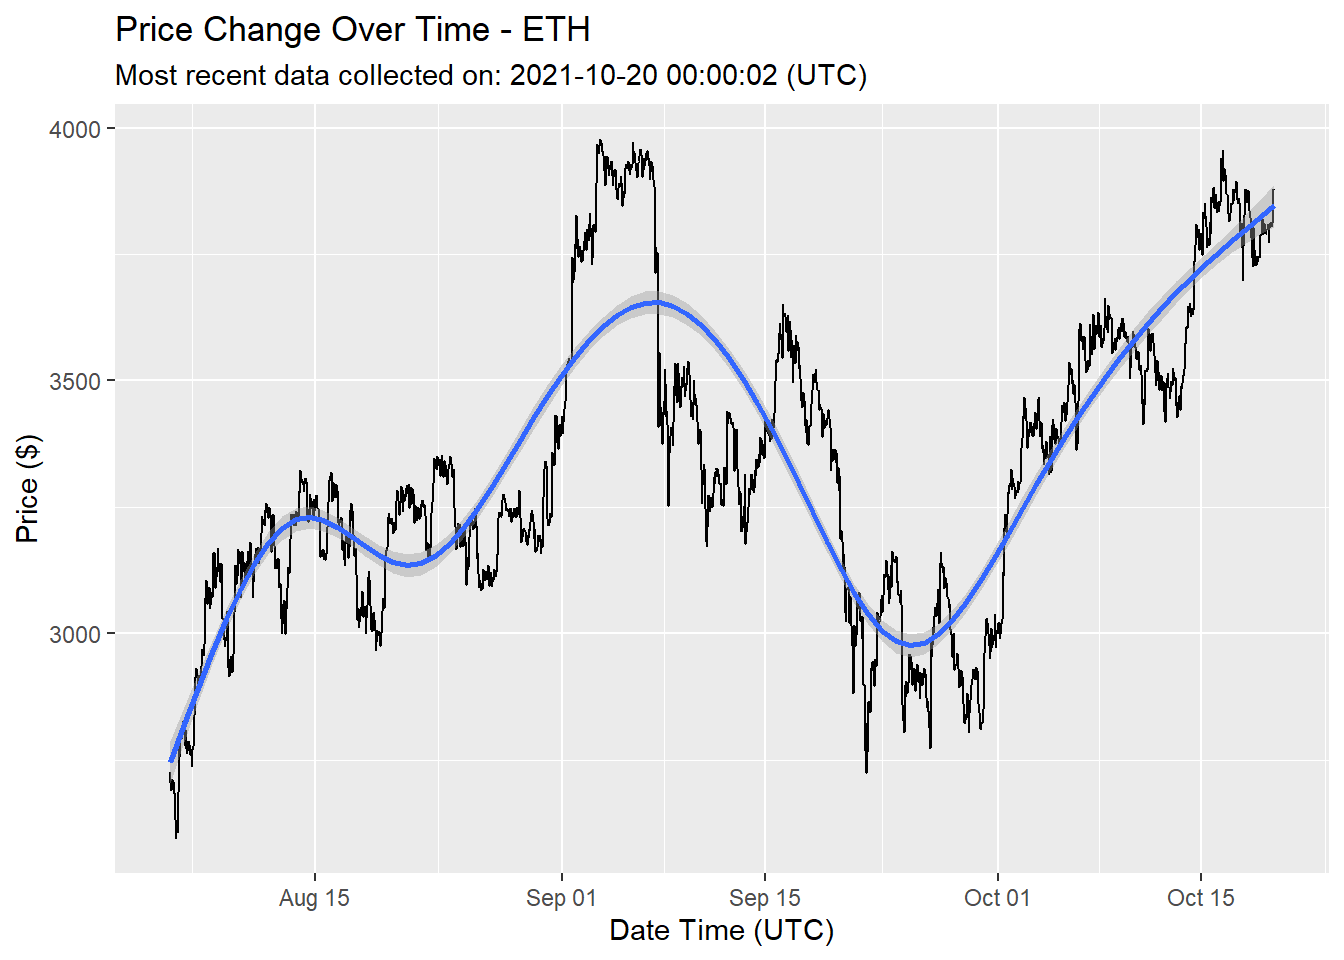 Price Change Over Time - ETH
Most recent data collected on: 2021-10-20 00:00:02 (UTC)
4000
3500
3000
Price ($)
Aug 15
Sep 01
Sep 15
Oct 01
Oct 15
Date Time (UTC)